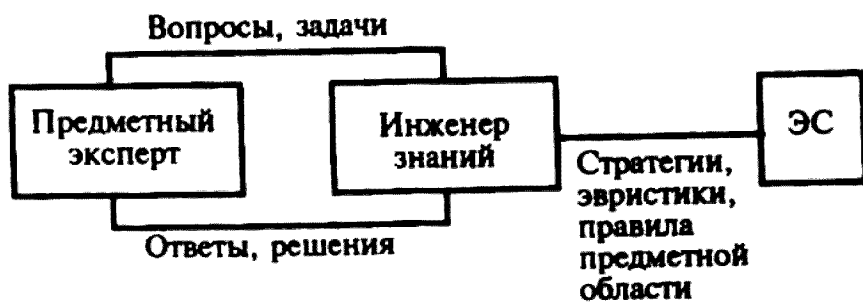 Вопросы, задачи
Предметный
эксперт
Инженер
знаний
ЭС
Стратегии,
эвристики,
правила
предметной
области
Ответы, решения